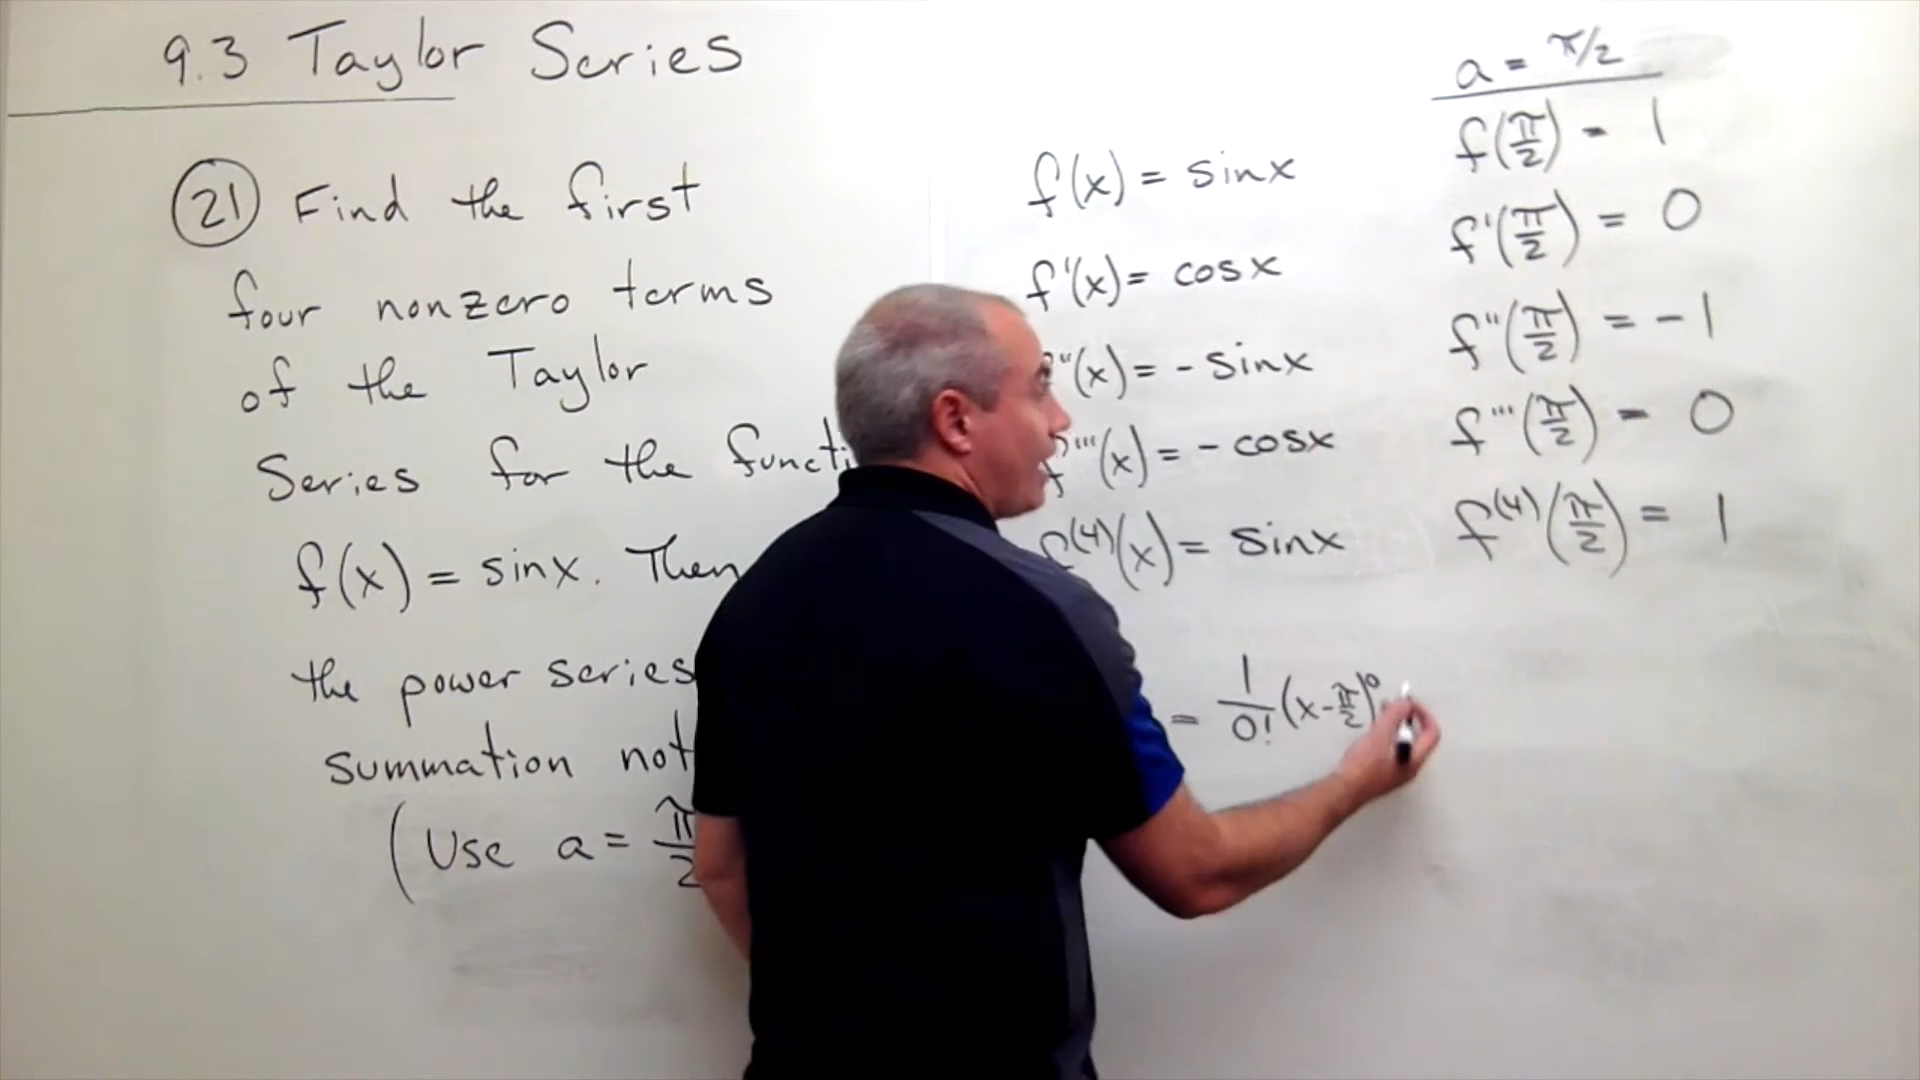 9.3 Taylor Series
21 Find the first
four nonzero terms
of the Taylor
Series for the
f(x) = sinx. Then
the power series
summation
(Use a = π/2
f(x) = sinx
f'(x) = cosx
"(x) = - sinx
'''(x) = - cosx
f⁽⁴⁾(x) = sinx
= 1/0! (x - π/2)⁰
a = π/2
f(π/2) = 1
f'(π/2) = 0
f''(π/2) = -1
f'''(π/2) = 0
f⁽⁴⁾(π/2) = 1